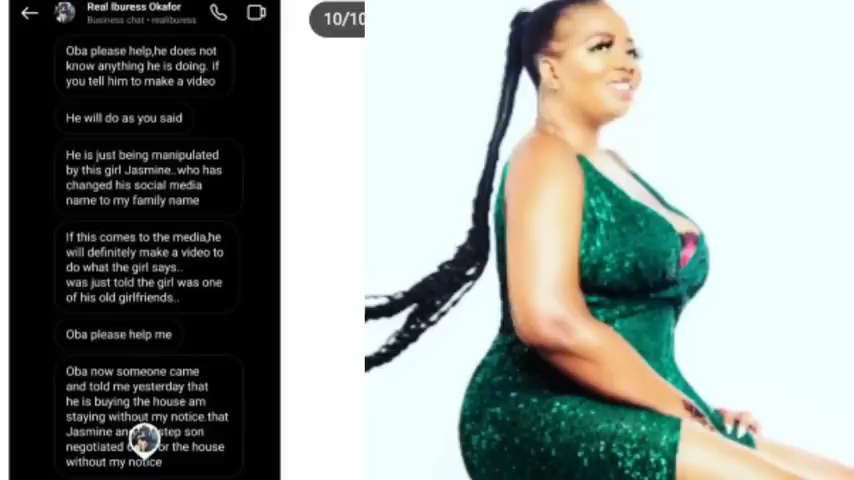 Real Iburess Okafor
Business chat • realiburess
Oba please help,he does not
know anything he is doing. if
you tell him to make a video
He will do as you said
He is just being manipulated
by this girl Jasmine..who has
changed his social media
name to my family name
If this comes to the media,he
will definitely make a video to
do what the girl says..
was just told the girl was one
of his old girlfriends..
Oba please help me
Oba now someone came
and told me yesterday that
he is buying the house am
staying without my notice.that
Jasmine an step son
negotiated or the house
without my notice
10/10